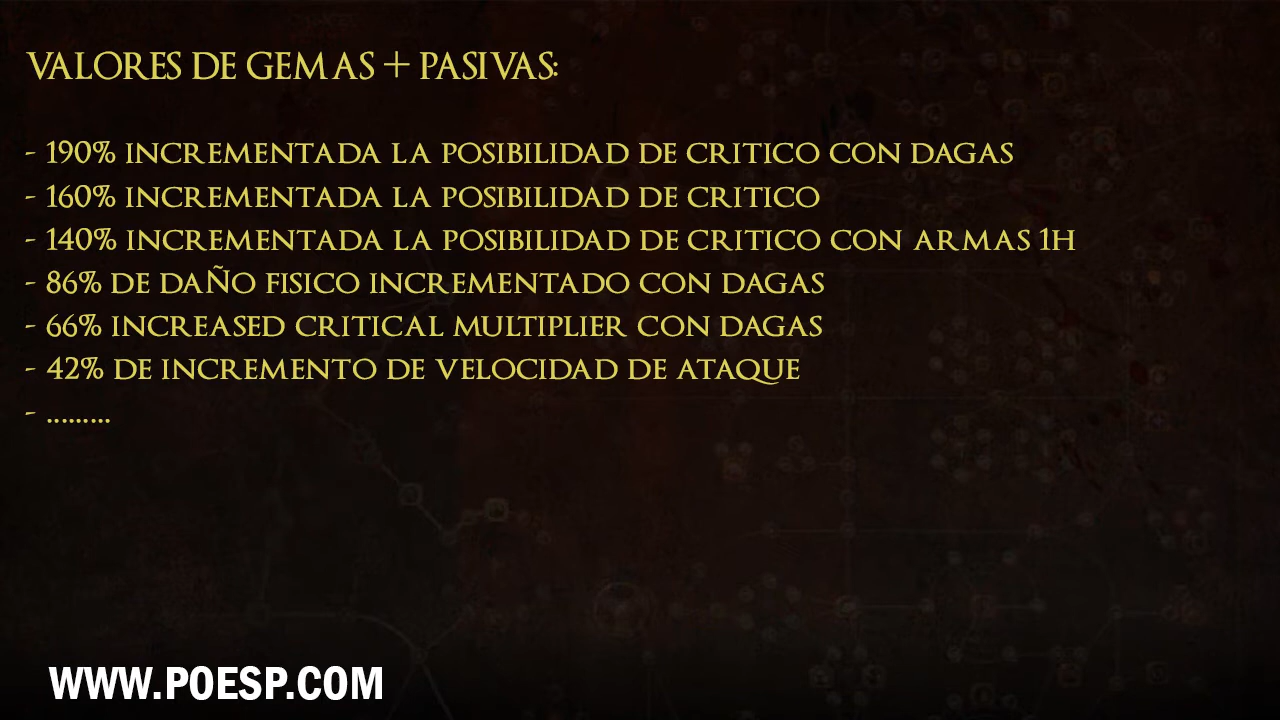 VALORES DE GEMAS + PASIVAS:
- 190% INCREMENTADA LA POSIBILIDAD DE CRITICO CON DAGAS
- 160% INCREMENTADA LA POSIBILIDAD DE CRITICO
- 140% INCREMENTADA LA POSIBILIDAD DE CRITICO CON ARMAS 1H
- 86% DE DAÑO FISICO INCREMENTADO CON DAGAS
- 66% INCREASED CRITICAL MULTIPLIER CON DAGAS
- 42% DE INCREMENTO DE VELOCIDAD DE ATAQUE
- .........
WWW.POESP.COM